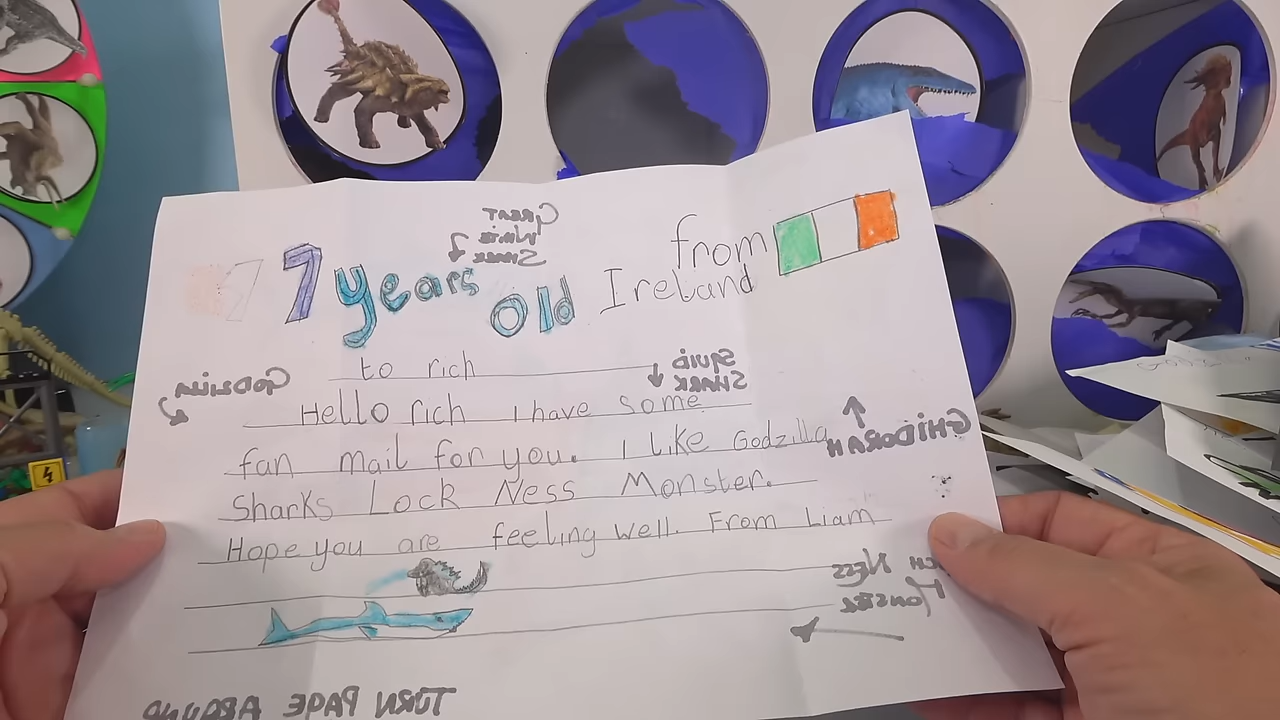 GREAT
WHITE
SHARK
7 years old
from
Ireland
to rich
GODZILLA
SQUID
SHARK
Hello rich I have some
fan mail for you. I like Godzilla
GHIDORAH
Sharks Lock Ness Monster.
Hope you are feeling well. From Liam
NESS
MONSTER
TURN PAGE AROUND